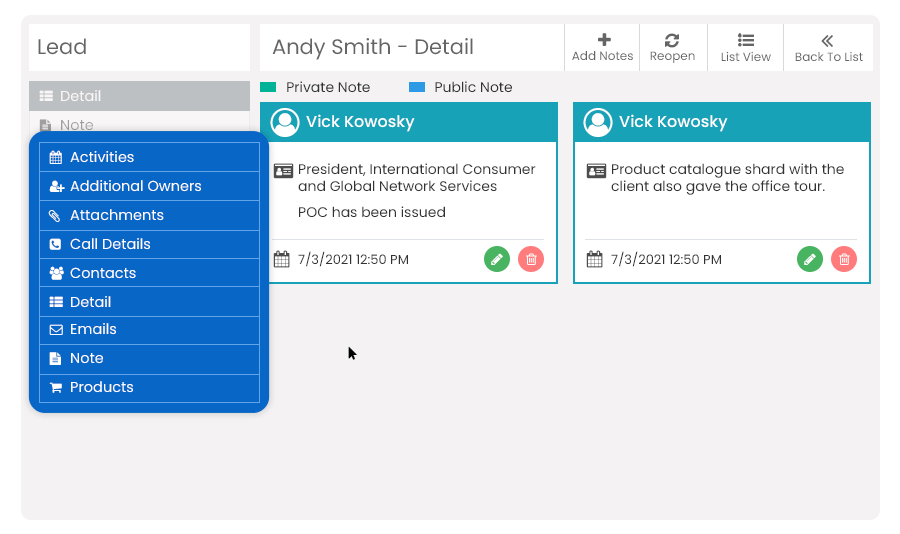 Lead
Andy Smith - Detail
Add Notes
Reopen
List View
Back To List
Detail
Note
Private Note
Public Note
Activities
Additional Owners
Attachments
Call Details
Contacts
Detail
Emails
Note
Products
Vick Kowosky
President, International Consumer
and Global Network Services
POC has been issued
7/3/2021 12:50 PM
Vick Kowosky
Product catalogue shard with the
client also gave the office tour.
7/3/2021 12:50 PM